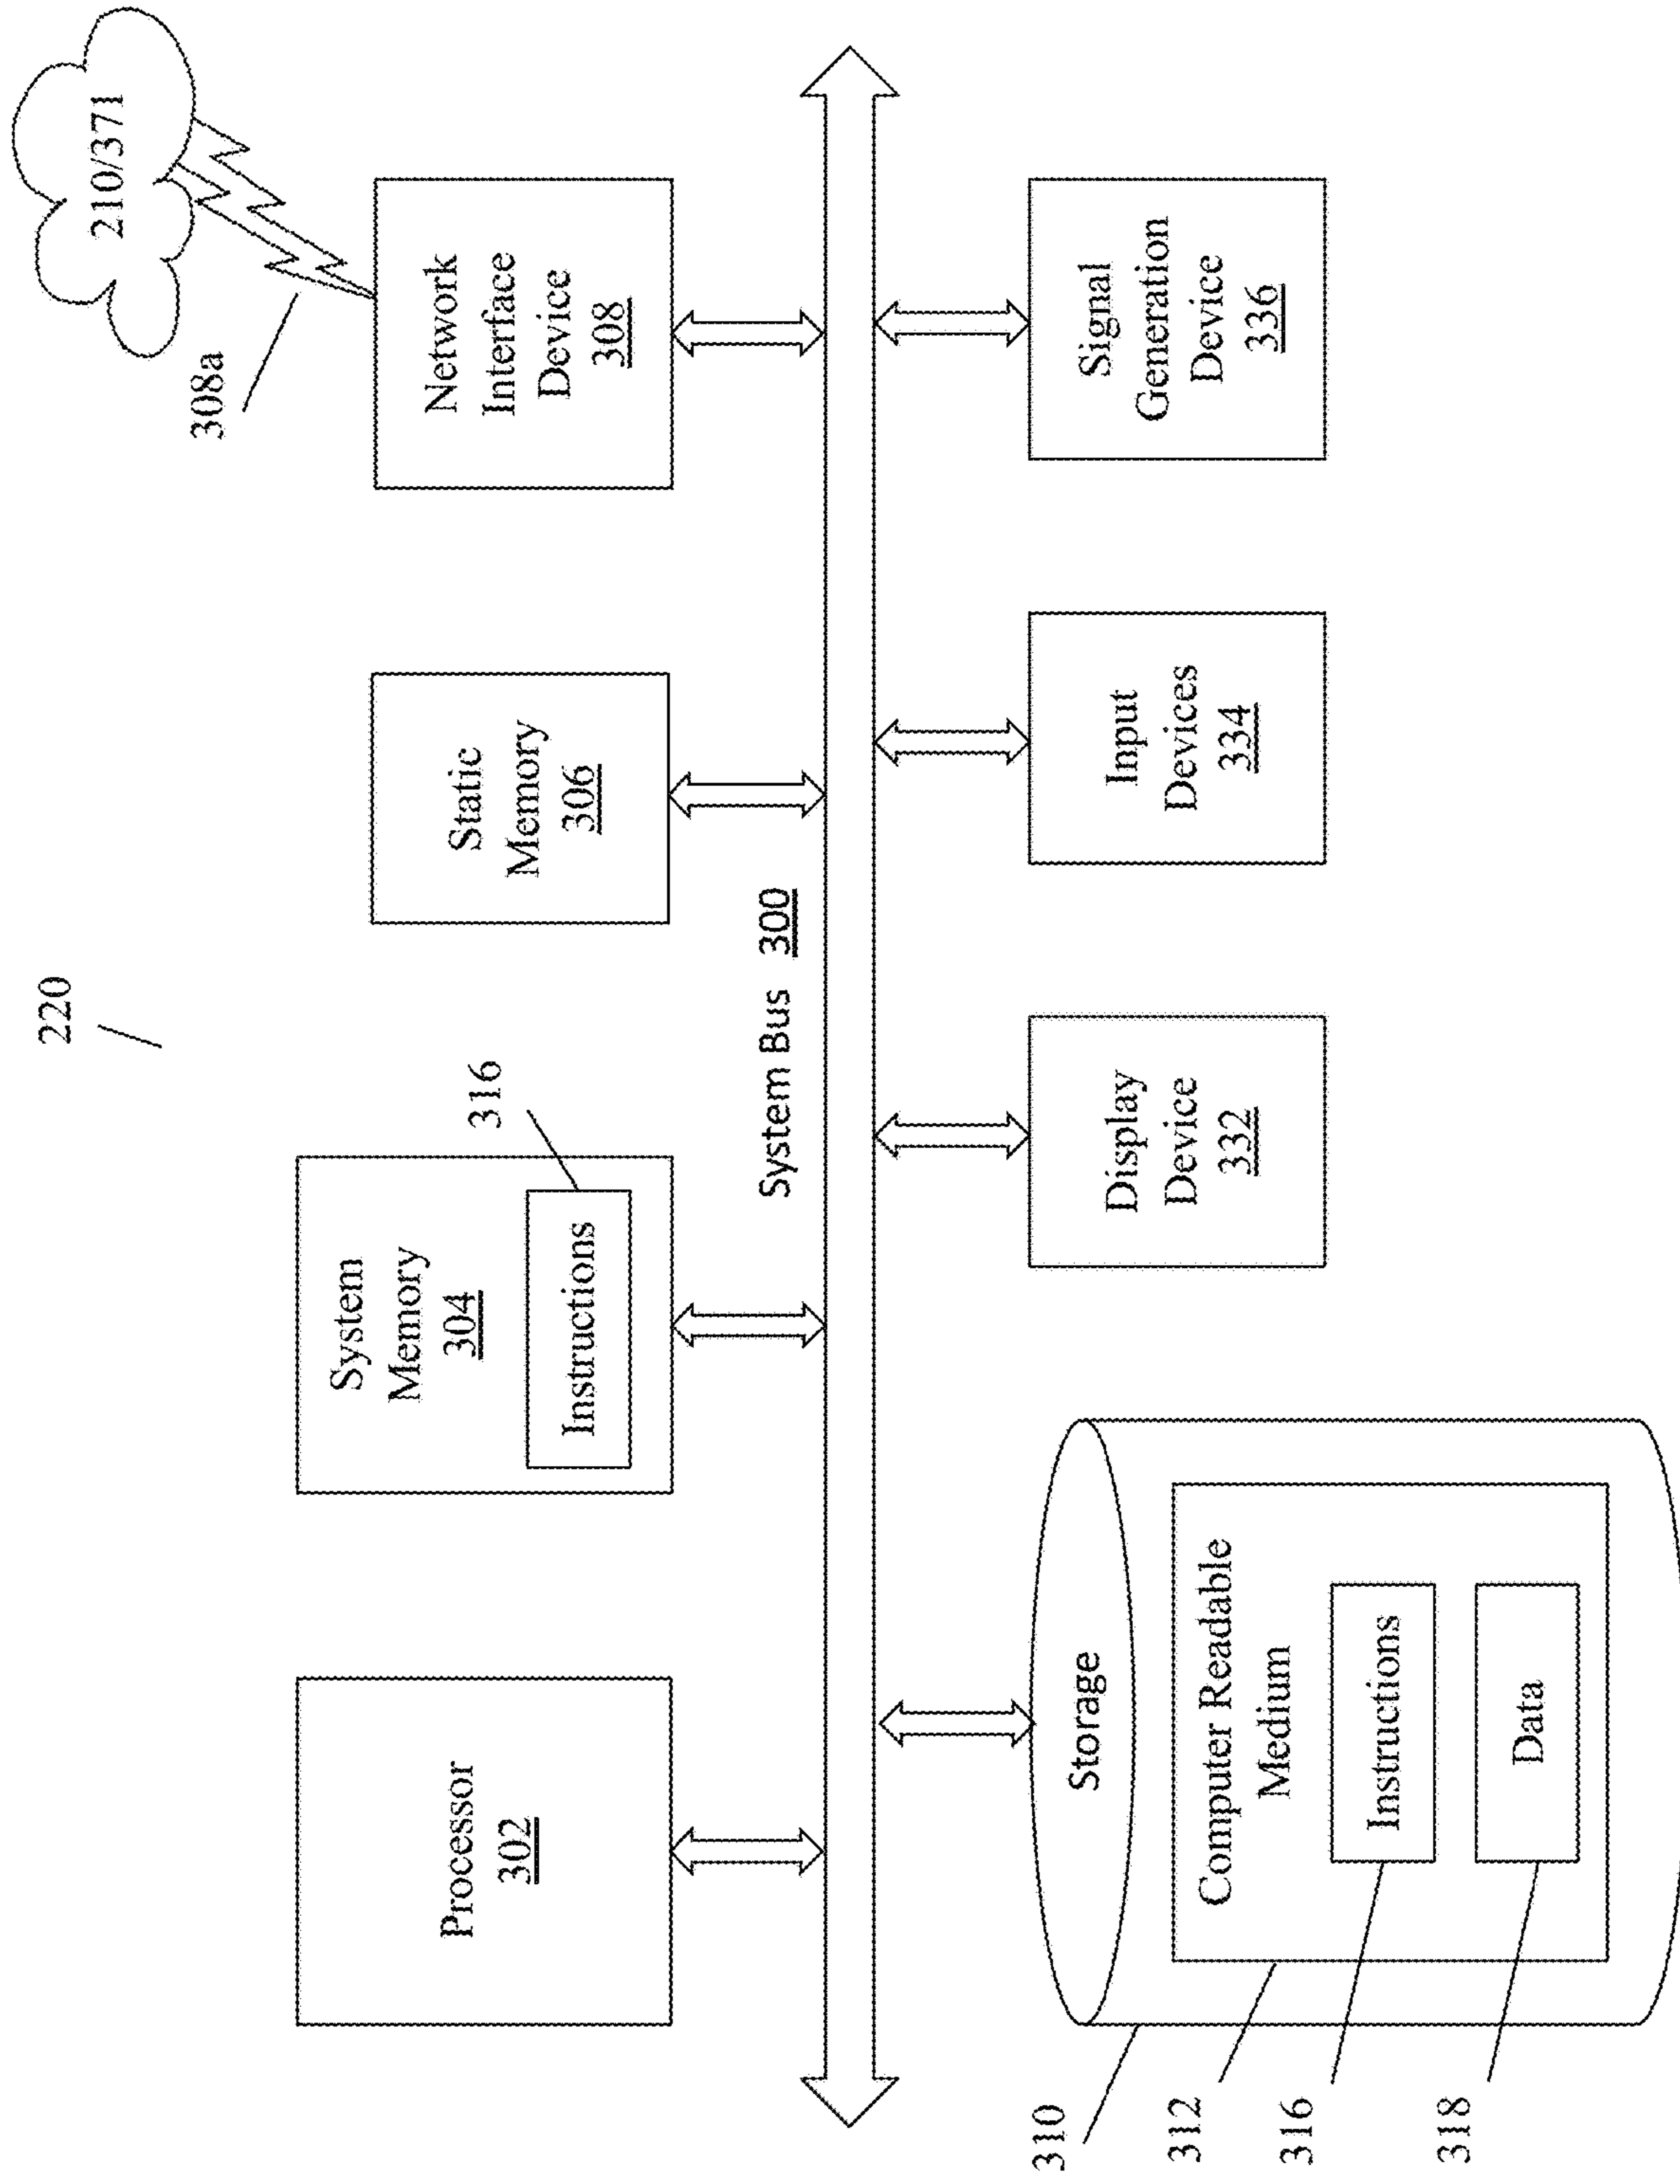 220
210/371
308a
Processor
302
System
Memory
304
Instructions
316
Static
Memory
306
Network
Interface
Device
308
System Bus 300
Storage
Computer Readable
Medium
Instructions
Data
310
312
316
318
Display
Device
332
Input
Devices
334
Signal
Generation
Device
336